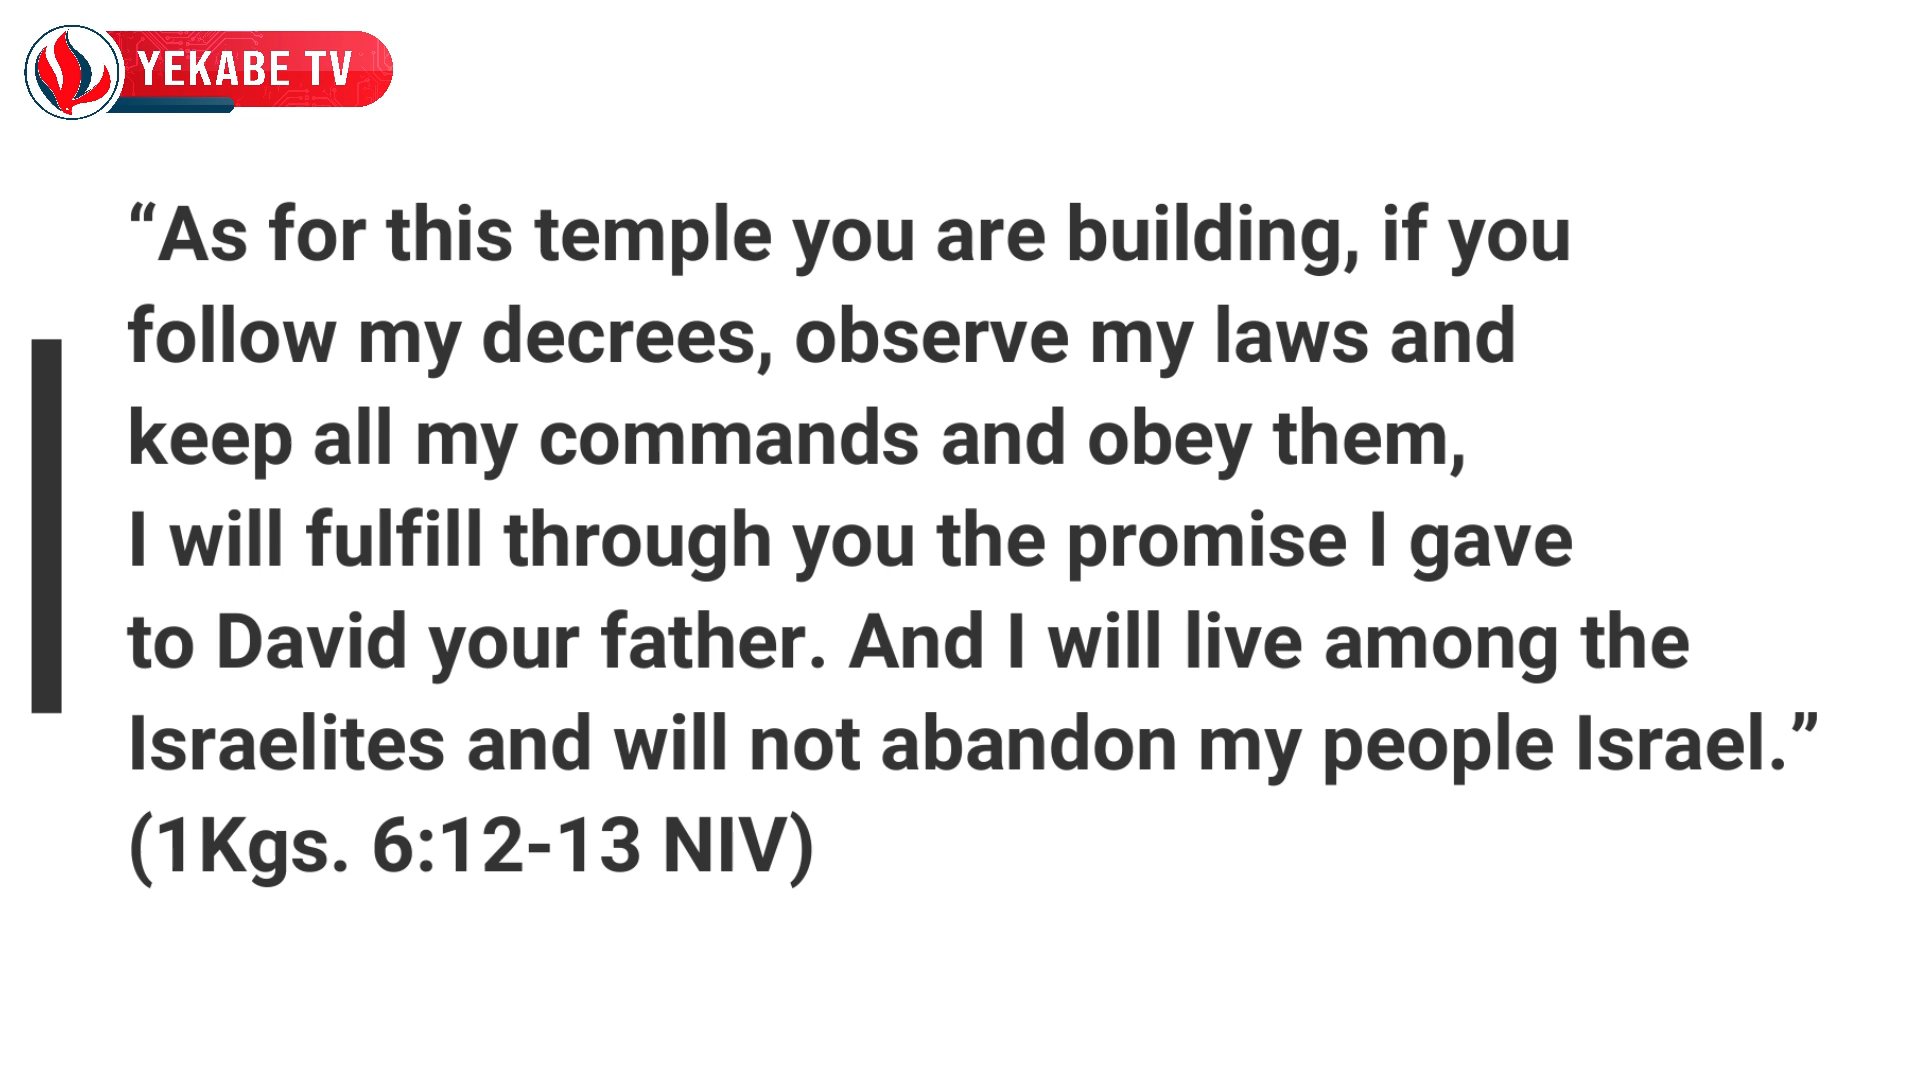 YEKABE TV
“As for this temple you are building, if you
follow my decrees, observe my laws and
keep all my commands and obey them,
I will fulfill through you the promise I gave
to David your father. And I will live among the
Israelites and will not abandon my people Israel.”
(1Kgs. 6:12-13 NIV)